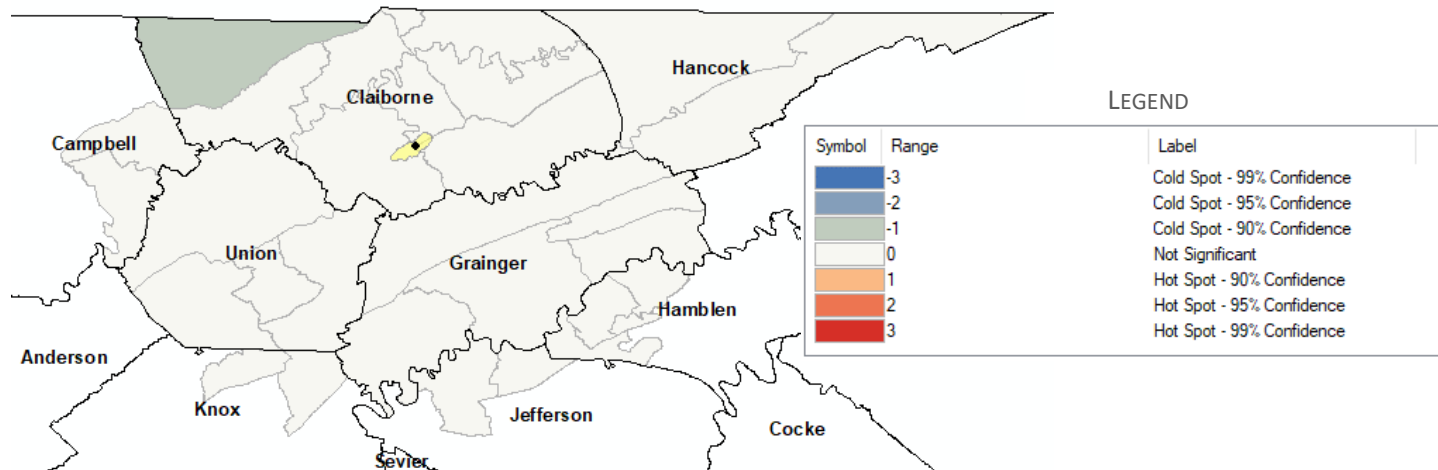 Hancock
Claiborne
Campbell
Union
Grainger
Hamblen
Anderson
Knox
Jefferson
Cocke
Sevier
LEGEND
Symbol Range Label
-3 Cold Spot - 99% Confidence
-2 Cold Spot - 95% Confidence
-1 Cold Spot - 90% Confidence
0 Not Significant
1 Hot Spot - 90% Confidence
2 Hot Spot - 95% Confidence
3 Hot Spot - 99% Confidence